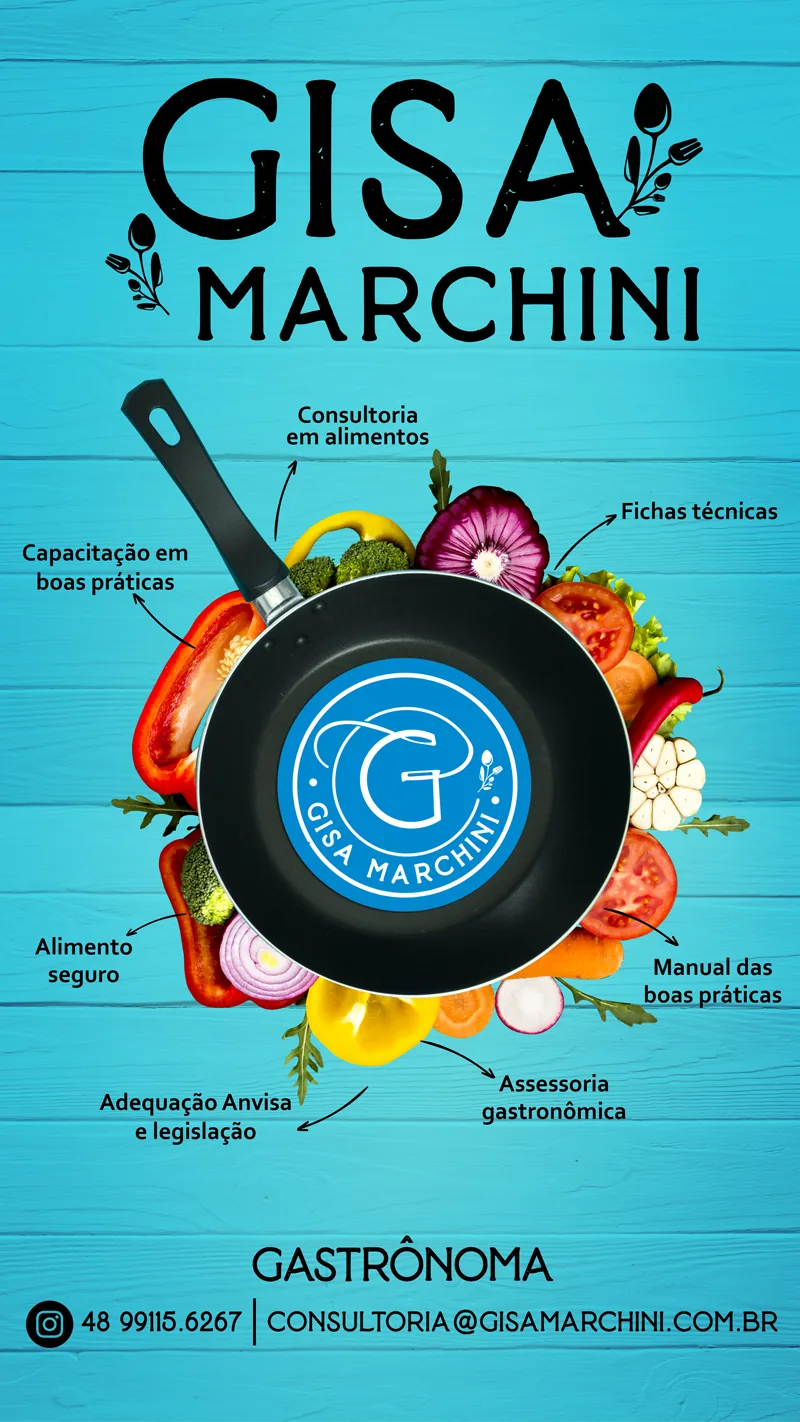 GISA
MARCHINI
Consultoria
em alimentos
Fichas técnicas
Capacitação em
boas práticas
G
GISA MARCHINI
Alimento
seguro
Manual das
boas práticas
Assessoria
gastronômica
Adequação Anvisa
e legislação
GASTRÔNOMA
48 99115.6267 | CONSULTORIA@GISAMARCHINI.COM.BR